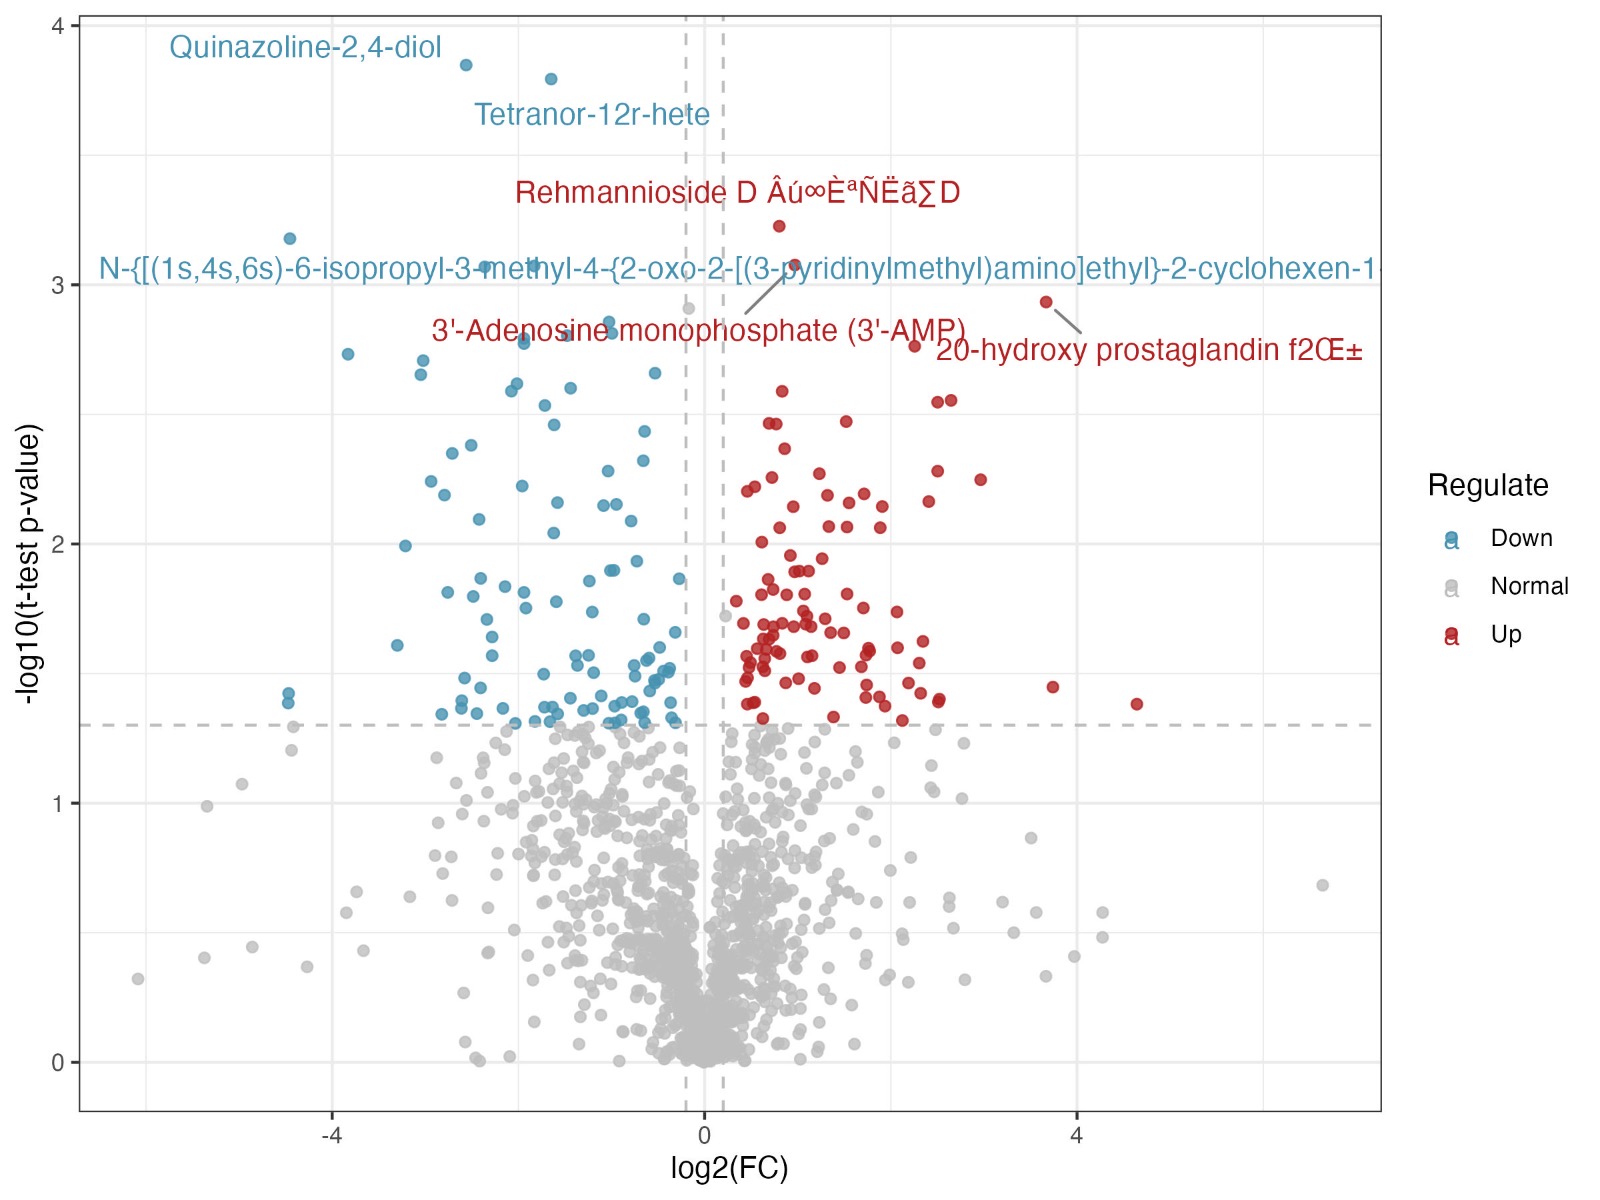 4
Quinazoline-2,4-diol
Tetranor-12r-hete
Rehmannioside D Âú∞ÈªÑËã∑D
N-{[(1s,4s,6s)-6-isopropyl-3-methyl-4-{2-oxo-2-[(3-pyridinylmethyl)amino]ethyl}-2-cyclohexen-1-
3
3'-Adenosine monophosphate (3'-AMP)
20-hydroxy prostaglandin f2Œ±
2
1
0
-log10(t-test p-value)
-4
0
4
log2(FC)
Regulate
a Down
a Normal
a Up